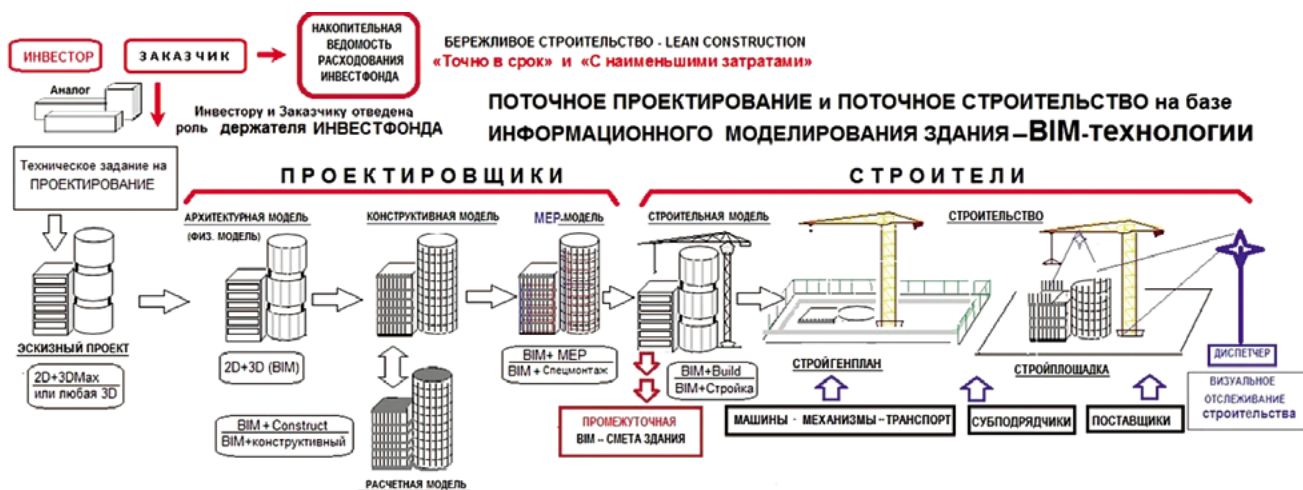 ИНВЕСТОР
ЗАКАЗЧИК
НАКОПИТЕЛЬНАЯ
ВЕДОМОСТЬ
РАСХОДОВАНИЯ
ИНВЕСТФОНДА
БЕРЕЖЛИВОЕ СТРОИТЕЛЬСТВО - LEAN CONSTRUCTION
«Точно в срок» и «С наименьшими затратами»
Аналог
Инвестору и Заказчику отведена
роль держателя ИНВЕСТФОНДА
ПОТОЧНОЕ ПРОЕКТИРОВАНИЕ и ПОТОЧНОЕ СТРОИТЕЛЬСТВО на базе
ИНФОРМАЦИОННОГО МОДЕЛИРОВАНИЯ ЗДАНИЯ –BIM-технологии
Техническое задание на
ПРОЕКТИРОВАНИЕ
ПРОЕКТИРОВЩИКИ
СТРОИТЕЛИ
АРХИТЕКТУРНАЯ МОДЕЛЬ
(ФИЗ. МОДЕЛЬ)
КОНСТРУКТИВНАЯ МОДЕЛЬ
МЕР-МОДЕЛЬ
СТРОИТЕЛЬНАЯ МОДЕЛЬ
СТРОИТЕЛЬСТВО
ЭСКИЗНЫЙ ПРОЕКТ
2D+3DMax
или любая 3D
2D+3D (BIM)
BIM + Construct
BIM+конструктивный
РАСЧЕТНАЯ МОДЕЛЬ
BIM+ MEP
BIM + Спецмонтаж
BIM+Build
BIM+Стройка
ПРОМЕЖУТОЧНАЯ
BIM – СМЕТА ЗДАНИЯ
СТРОЙГЕНПЛАН
СТРОЙПЛОЩАДКА
МАШИНЫ - МЕХАНИЗМЫ – ТРАНСПОРТ
СУБПОДРЯДЧИКИ
ПОСТАВЩИКИ
ДИСПЕТЧЕР
ВИЗУАЛЬНОЕ
ОТСЛЕЖИВАНИЕ
строительства